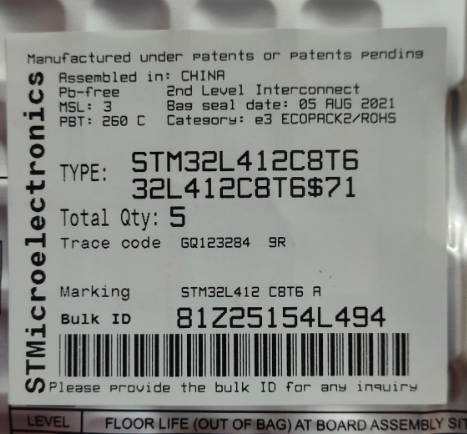 Manufactured under patents or patents pending
STMicroelectronics
Assembled in: CHINA
Pb-free 2nd Level Interconnect
MSL: 3 Bag seal date: 05 AUG 2021
PBT: 260 C Category: e3 ECOPACK2/ROHS
TYPE: STM32L412C8T6
32L412C8T6$71
Total Qty: 5
Trace code GQ123284 9R
Marking STM32L412 C8T6 A
Bulk ID 81Z25154L494
Please provide the bulk ID for any inquiry
LEVEL FLOOR LIFE (OUT OF BAG) AT BOARD ASSEMBLY